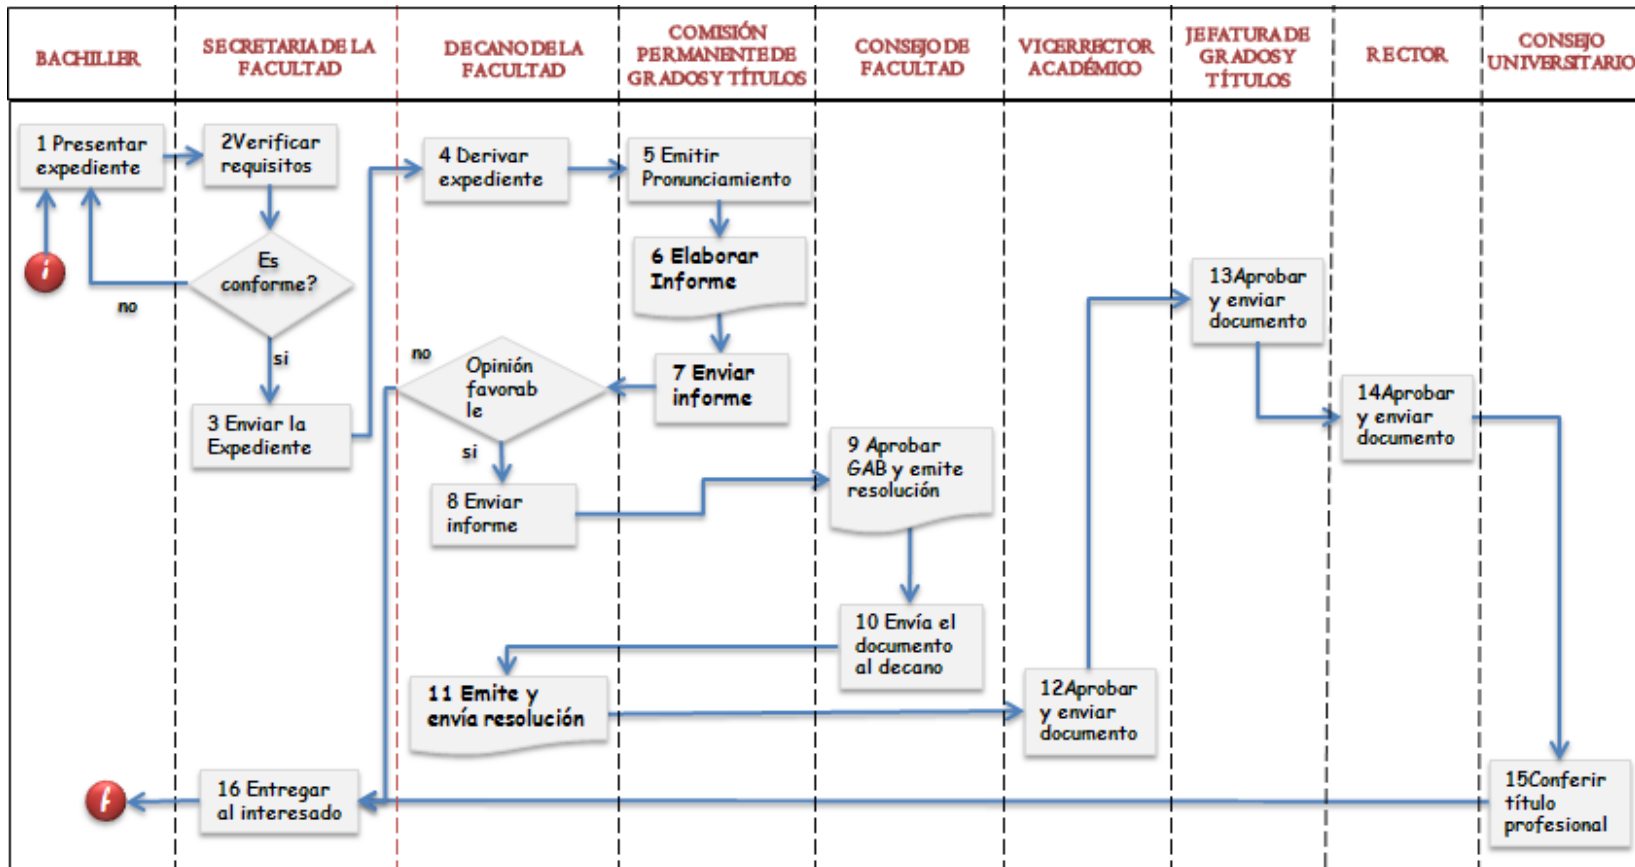 BACHILLER
SECRETARIA DE LA
FACULTAD
DECANO DE LA
FACULTAD
COMISIÓN
PERMANENTE DE
GRADOS Y TÍTULOS
CONSEJO DE
FACULTAD
VICERRECTOR
ACADÉMICO
JEFATURA DE
GRADOS Y
TÍTULOS
RECTOR
CONSEJO
UNIVERSITARIO
1 Presentar
expediente
2Verificar
requisitos
4 Derivar
expediente
5 Emitir
Pronunciamiento
i
Es
conforme?
no
si
6 Elaborar
Informe
13Aprobar
y enviar
documento
3 Enviar la
Expediente
no
Opinión
favorab
le
si
7 Enviar
informe
14Aprobar
y enviar
documento
8 Enviar
informe
9 Aprobar
GAB y emite
resolución
10 Envía el
documento
al decano
11 Emite y
envía resolución
12Aprobar
y enviar
documento
f
16 Entregar
al interesado
15Conferir
título
profesional